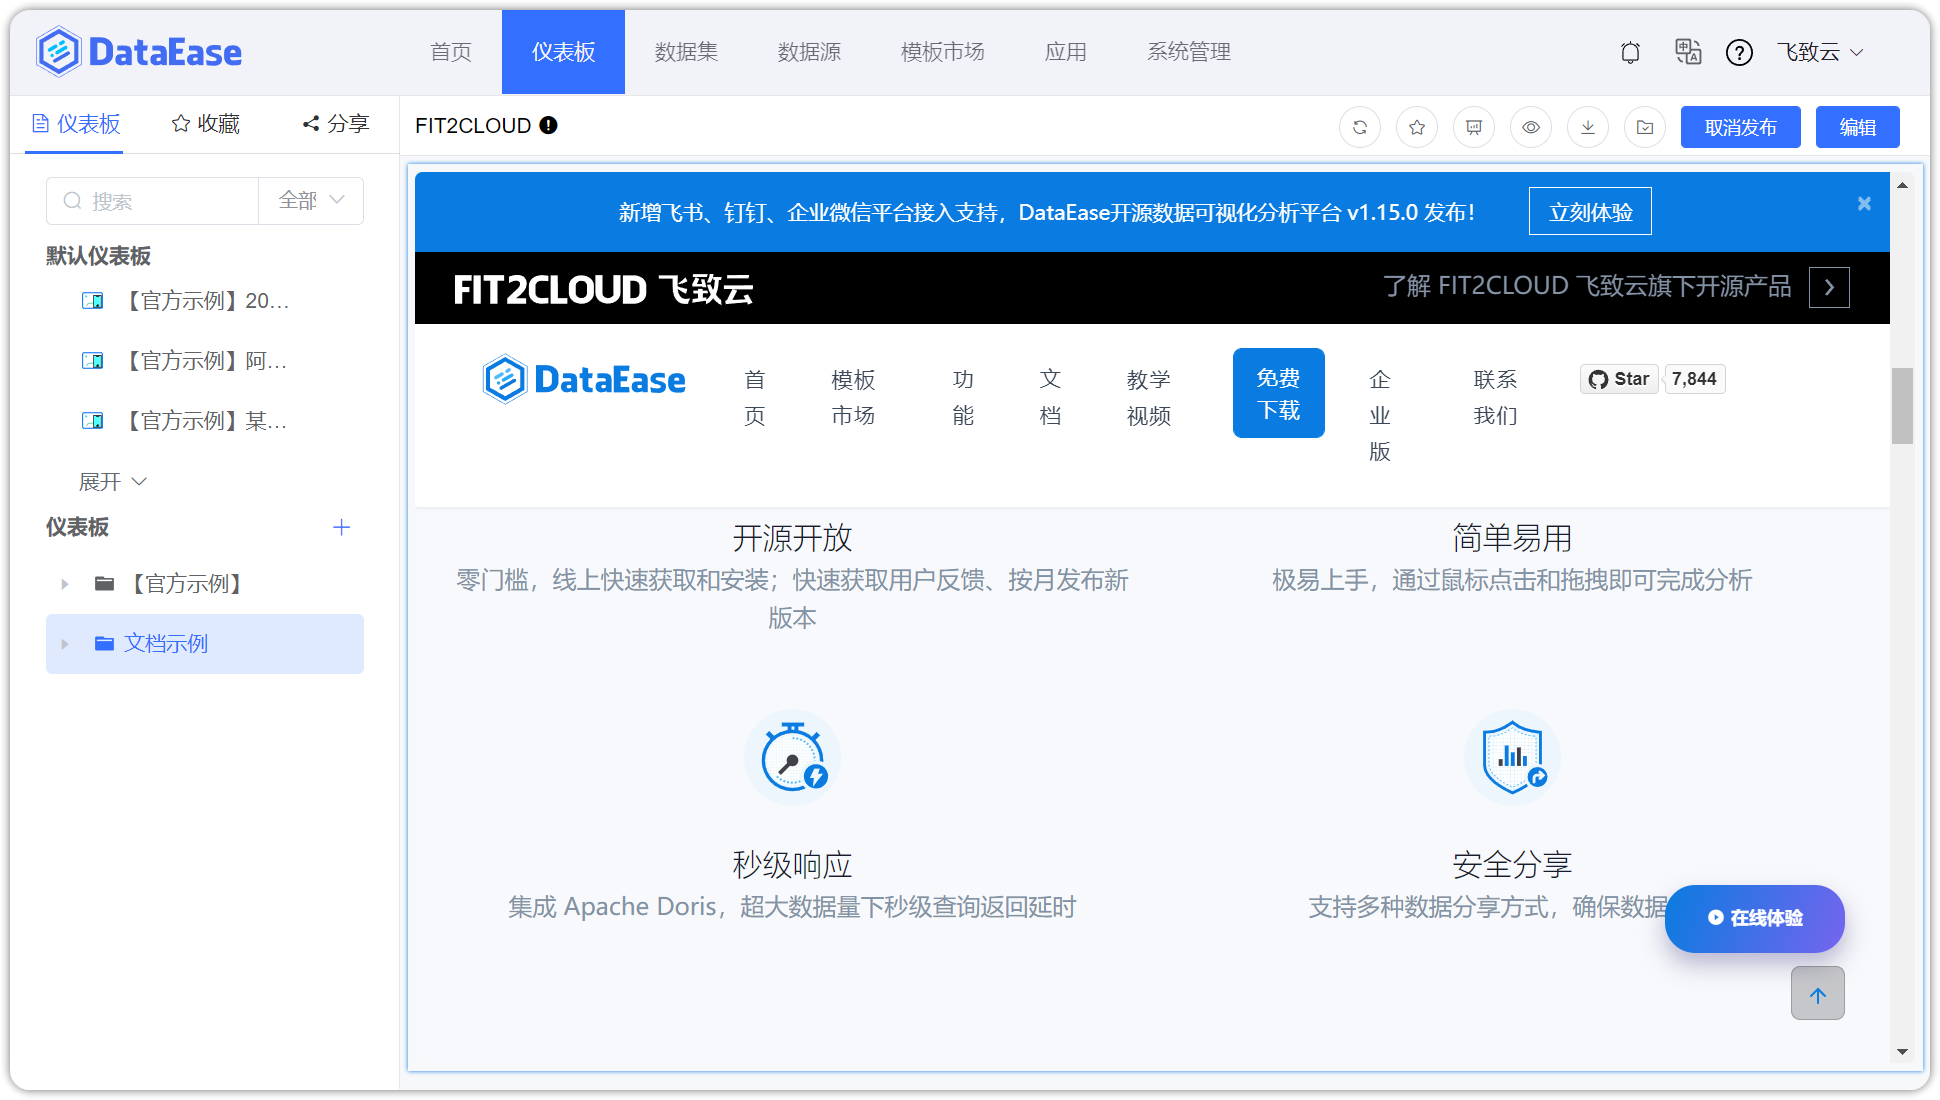 DataEase
首页 仪表板 数据集 数据源 模板市场 应用 系统管理
飞致云
仪表板 收藏 分享
FIT2CLOUD
取消发布 编辑
搜索 全部
默认仪表板
【官方示例】20...
【官方示例】阿...
【官方示例】某...
展开
仪表板
【官方示例】
文档示例
新增飞书、钉钉、企业微信平台接入支持，DataEase开源数据可视化分析平台 v1.15.0 发布！ 立刻体验
FIT2CLOUD 飞致云
了解 FIT2CLOUD 飞致云旗下开源产品
DataEase
首页
模板市场
功能
文档
教学视频
免费下载
企业版
联系我们
Star 7,844
开源开放
零门槛，线上快速获取和安装；快速获取用户反馈、按月发布新
版本
简单易用
极易上手，通过鼠标点击和拖拽即可完成分析
秒级响应
集成 Apache Doris，超大数据量下秒级查询返回延时
安全分享
支持多种数据分享方式，确保数据
在线体验